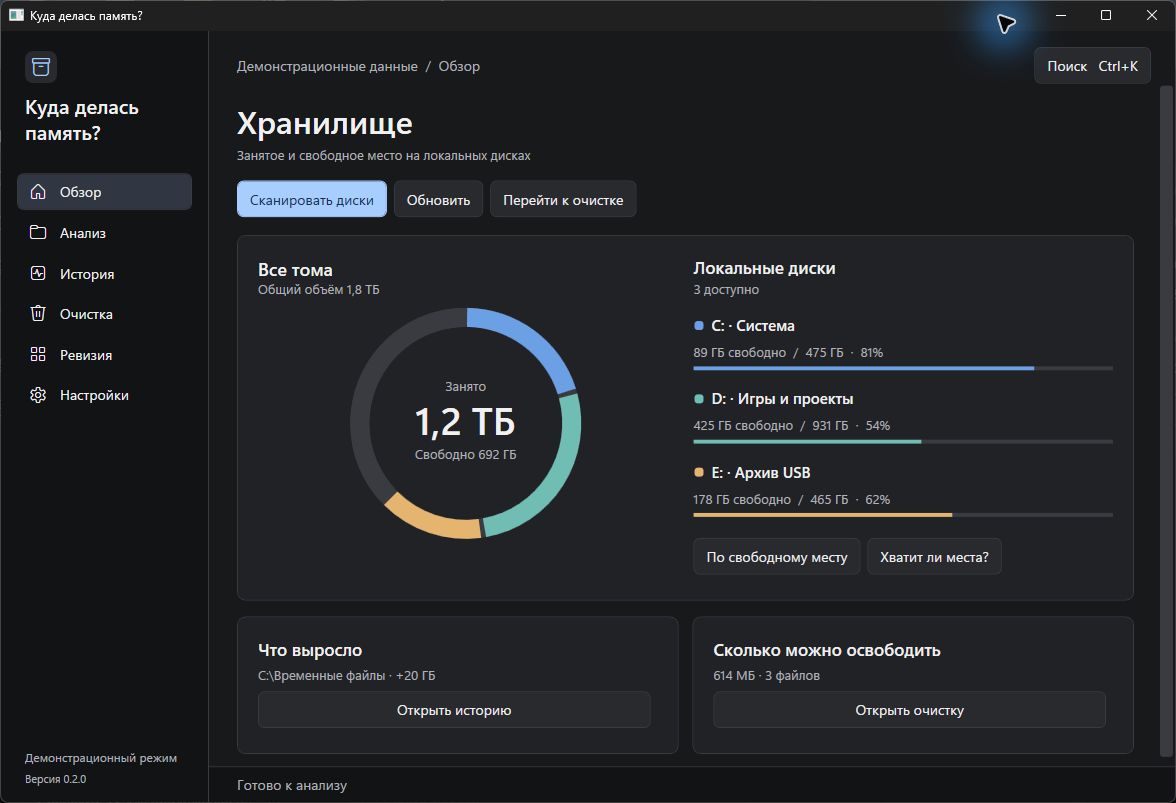 Куда делась память?
Куда делась
память?
Обзор
Анализ
История
Очистка
Ревизия
Настройки
Демонстрационный режим
Версия 0.2.0
Демонстрационные данные / Обзор
Поиск Ctrl+K
Хранилище
Занятое и свободное место на локальных дисках
Сканировать диски
Обновить
Перейти к очистке
Все тома
Общий объём 1,8 ТБ
Занято
1,2 ТБ
Свободно 692 ГБ
Локальные диски
3 доступно
C: · Система
89 ГБ свободно / 475 ГБ · 81%
D: · Игры и проекты
425 ГБ свободно / 931 ГБ · 54%
E: · Архив USB
178 ГБ свободно / 465 ГБ · 62%
По свободному месту
Хватит ли места?
Что выросло
C:\Временные файлы · +20 ГБ
Открыть историю
Сколько можно освободить
614 МБ · 3 файлов
Открыть очистку
Готово к анализу